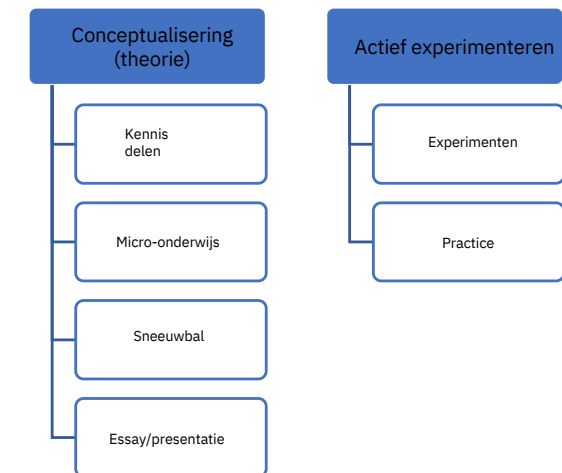 Conceptualisering
(theorie)
Kennis
delen
Micro-onderwijs
Sneeuwbal
Essay/presentatie
Actief experimenteren
Experimenten
Practice